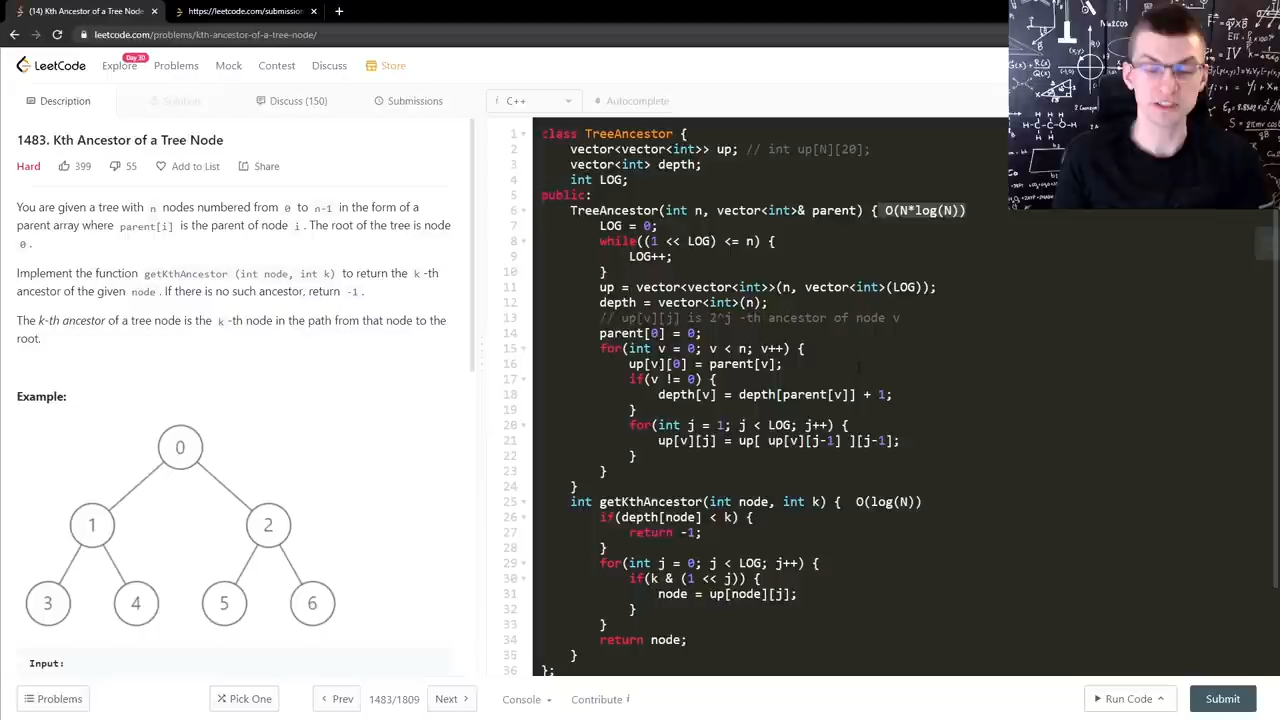 (14) Kth Ancestor of a Tree Node
https://leetcode.com/submission
leetcode.com/problems/kth-ancestor-of-a-tree-node/
LeetCode
Explore
Problems
Mock
Contest
Discuss
Store
Description
Solution
Discuss (150)
Submissions
i C++
Autocomplete
1483. Kth Ancestor of a Tree Node
Hard
399
55
Add to List
Share
You are given a tree with n nodes numbered from 0 to n-1 in the form of a
parent array where parent[i] is the parent of node i. The root of the tree is node
0.
Implement the function getKthAncestor (int node, int k) to return the k-th
ancestor of the given node. If there is no such ancestor, return -1.
The k-th ancestor of a tree node is the k-th node in the path from that node to the
root.
Example:
0
1 2
3 4 5 6
Input:
1 class TreeAncestor {
2 vector<vector<int>> up; // int up[N][20];
3 vector<int> depth;
4 int LOG;
5 public:
6 TreeAncestor(int n, vector<int>& parent) { O(N*log(N))
7 LOG = 0;
8 while((1 << LOG) <= n) {
9 LOG++;
10 }
11 up = vector<vector<int>>(n, vector<int>(LOG));
12 depth = vector<int>(n);
13 // up[v][j] is 2^j -th ancestor of node v
14 parent[0] = 0;
15 for(int v = 0; v < n; v++) {
16 up[v][0] = parent[v];
17 if(v != 0) {
18 depth[v] = depth[parent[v]] + 1;
19 }
20 for(int j = 1; j < LOG; j++) {
21 up[v][j] = up[ up[v][j-1] ][j-1];
22 }
23 }
24 }
25 int getKthAncestor(int node, int k) { O(log(N))
26 if(depth[node] < k) {
27 return -1;
28 }
29 for(int j = 0; j < LOG; j++) {
30 if(k & (1 << j)) {
31 node = up[node][j];
32 }
33 }
34 return node;
35 }
36 };
Problems
Pick One
Prev
1483/1809
Next
Console
Contribute i
Run Code
Submit